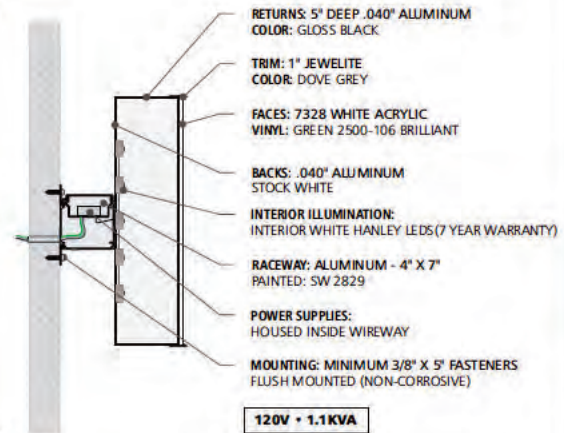 RETURNS: 5" DEEP .040" ALUMINUM
COLOR: GLOSS BLACK
TRIM: 1" JEWELITE
COLOR: DOVE GREY
FACES: 7328 WHITE ACRYLIC
VINYL: GREEN 2500-106 BRILLIANT
BACKS: .040" ALUMINUM
STOCK WHITE
INTERIOR ILLUMINATION:
INTERIOR WHITE HANLEY LEDS (7 YEAR WARRANTY)
RACEWAY: ALUMINUM - 4" X 7"
PAINTED: SW 2829
POWER SUPPLIES:
HOUSED INSIDE WIREWAY
MOUNTING: MINIMUM 3/8" X 5" FASTENERS
FLUSH MOUNTED (NON-CORROSIVE)
120V • 1.1KVA